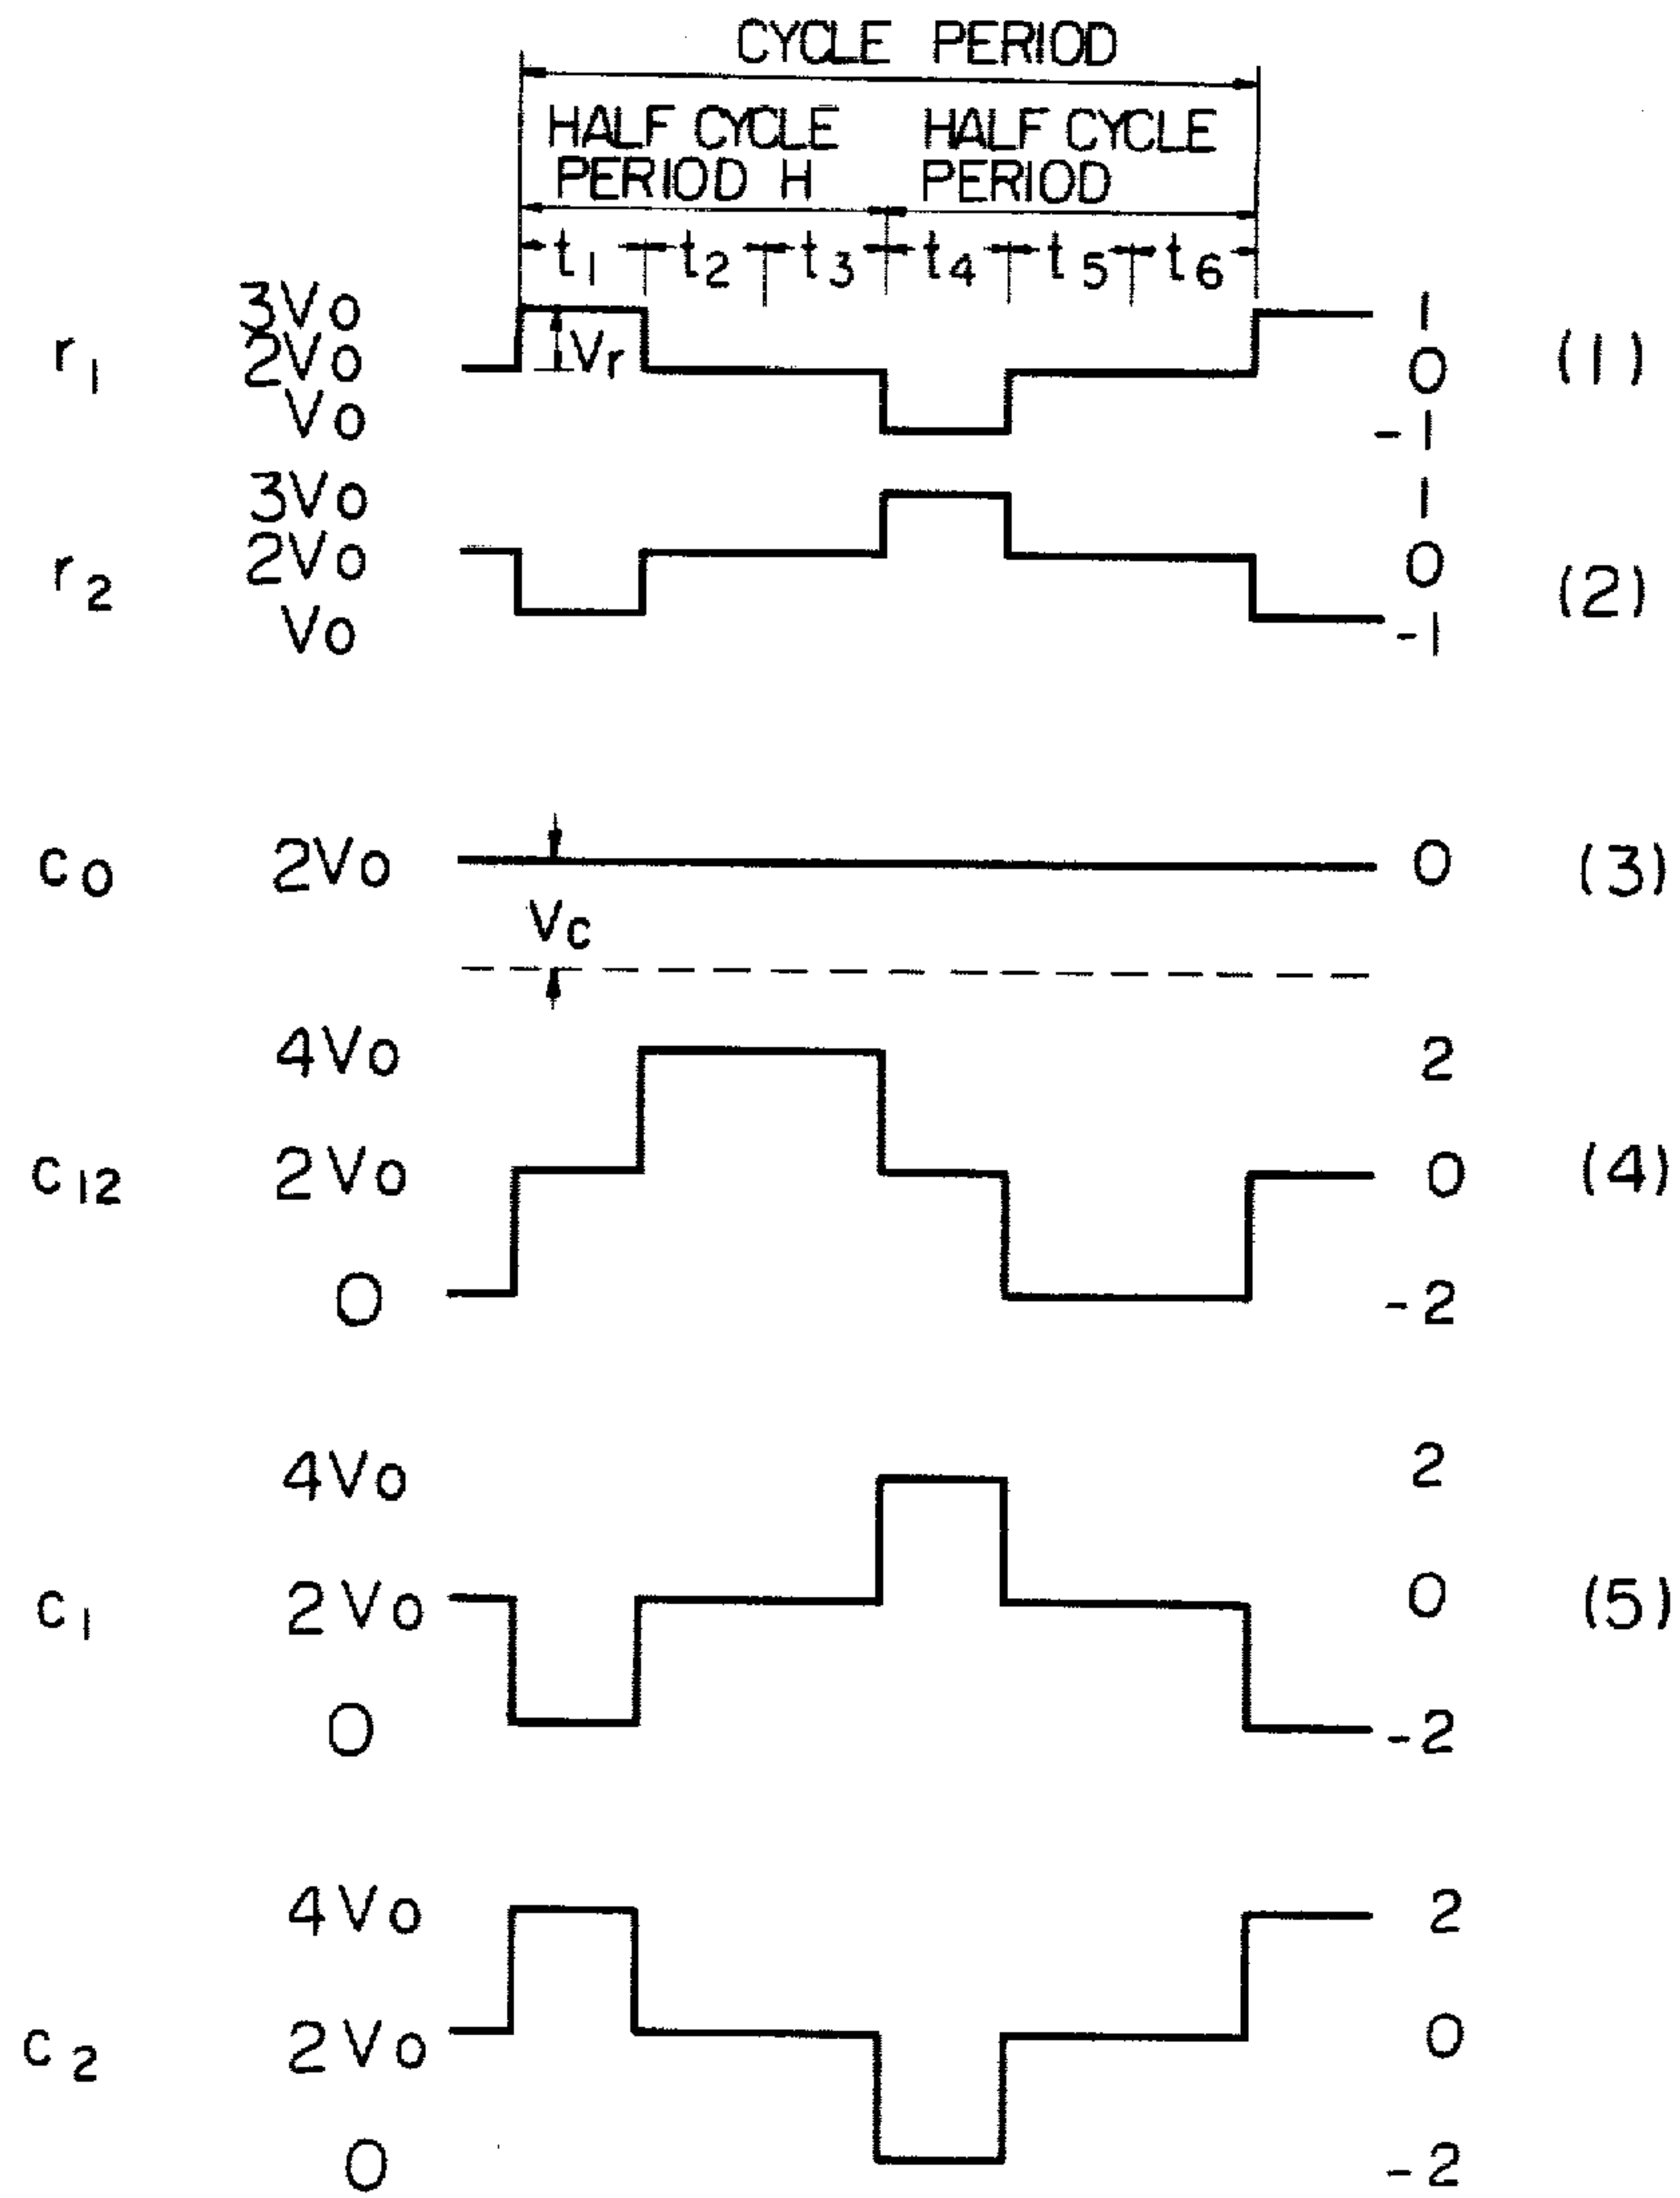 CYCLE PERIOD
HALF CYCLE PERIOD H
HALF CYCLE PERIOD
t1 t2 t3 t4 t5 t6
3Vo 1
r1 2Vo Vr 0 (1)
Vo -1
3Vo 1
r2 2Vo 0 (2)
Vo -1
co 2Vo 0 (3)
Vc
4Vo 2
c12 2Vo 0 (4)
0 -2
4Vo 2
c1 2Vo 0 (5)
0 -2
4Vo 2
c2 2Vo 0
0 -2